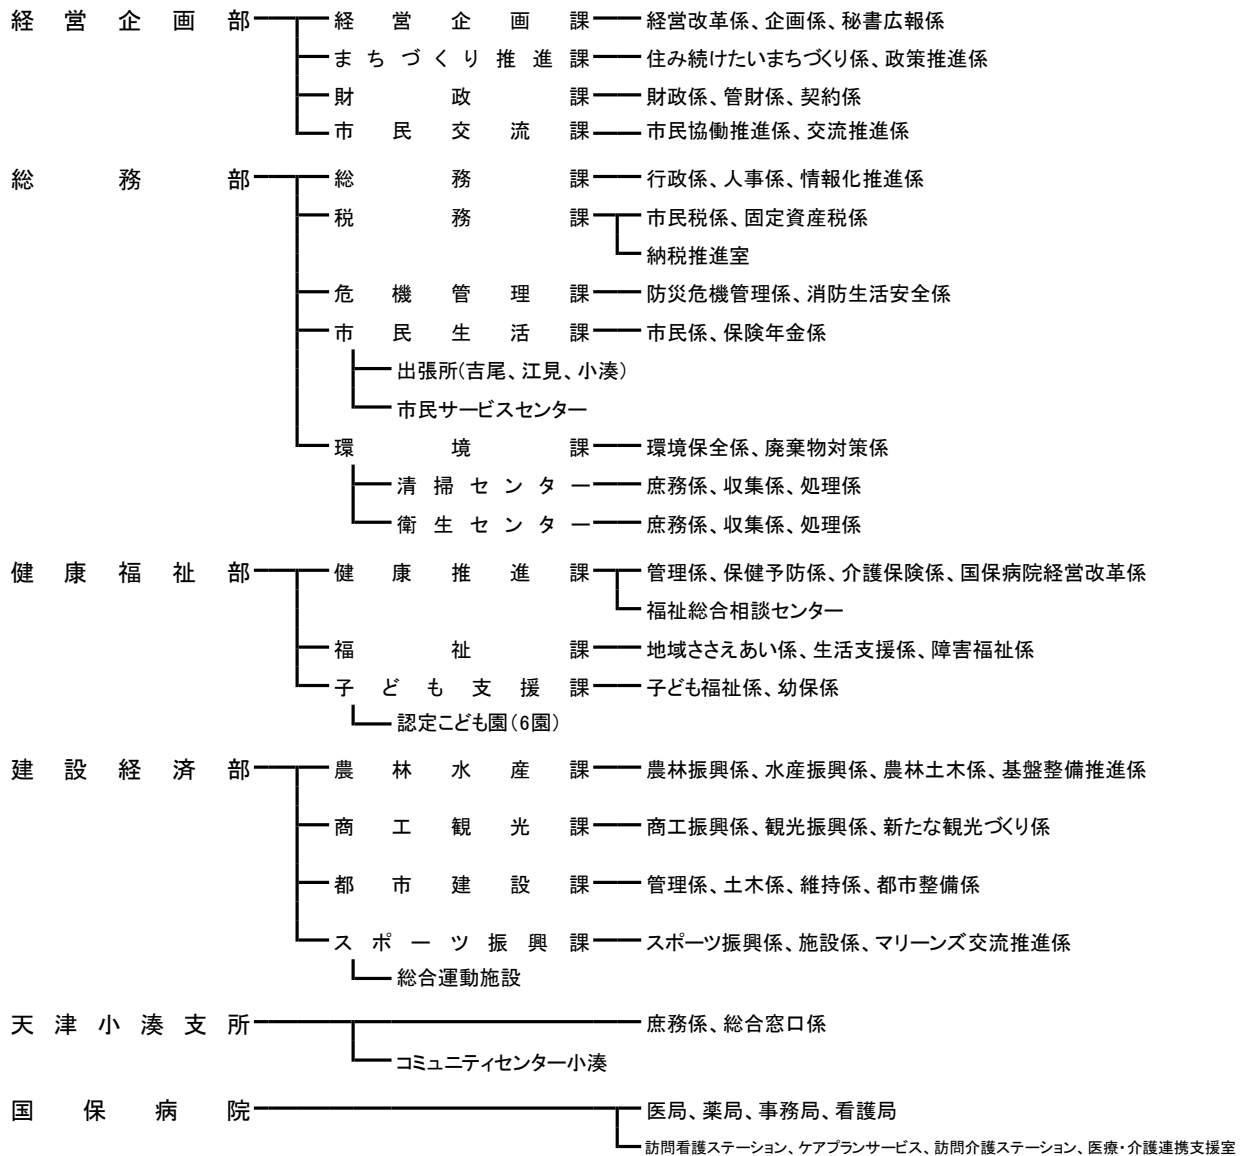 経営企画部 経営企画課 経営改革係、企画係、秘書広報係
まちづくり推進課 住み続けたいまちづくり係、政策推進係
財政課 財政係、管財係、契約係
市民交流課 市民協働推進係、交流推進係
総務部 総務課 行政係、人事係、情報化推進係
税務課 市民税係、固定資産税係
納税推進室
危機管理課 防災危機管理係、消防生活安全係
市民生活課 市民係、保険年金係
出張所(吉尾、江見、小湊)
市民サービスセンター
環境課 環境保全係、廃棄物対策係
清掃センター 庶務係、収集係、処理係
衛生センター 庶務係、収集係、処理係
健康福祉部 健康推進課 管理係、保健予防係、介護保険係、国保病院経営改革係
福祉総合相談センター
福祉課 地域ささえあい係、生活支援係、障害福祉係
子ども支援課 子ども福祉係、幼保係
認定こども園(6園)
建設経済部 農林水産課 農林振興係、水産振興係、農林土木係、基盤整備推進係
商工観光課 商工振興係、観光振興係、新たな観光づくり係
都市建設課 管理係、土木係、維持係、都市整備係
スポーツ振興課 スポーツ振興係、施設係、マリーンズ交流推進係
総合運動施設
天津小湊支所 庶務係、総合窓口係
コミュニティセンター小湊
国保病院 医局、薬局、事務局、看護局
訪問看護ステーション、ケアプランサービス、訪問介護ステーション、医療・介護連携支援室